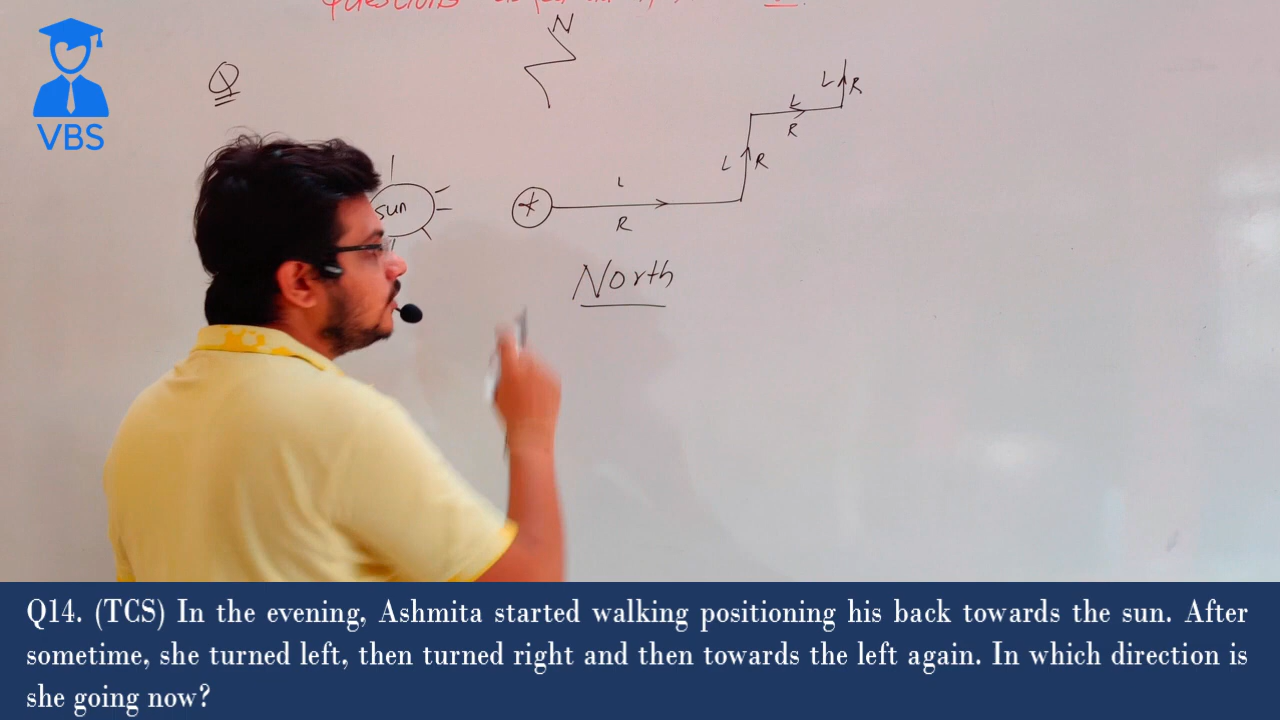 Questions
N
Q
VBS
L R
L
R
L R
sun
L
R
North
Q14. (TCS) In the evening, Ashmita started walking positioning his back towards the sun. After
sometime, she turned left, then turned right and then towards the left again. In which direction is
she going now?